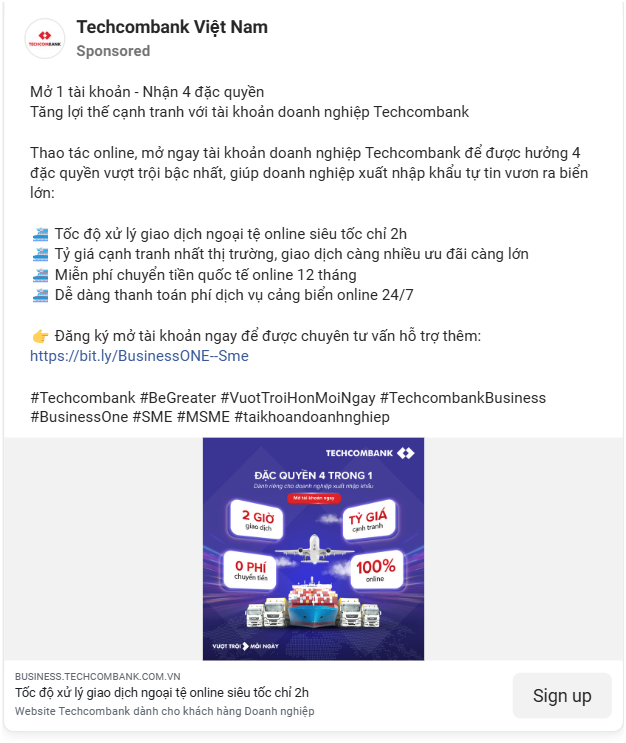 TECHCOMBANK
Techcombank Việt Nam
Sponsored
Mở 1 tài khoản - Nhận 4 đặc quyền
Tăng lợi thế cạnh tranh với tài khoản doanh nghiệp Techcombank
Thao tác online, mở ngay tài khoản doanh nghiệp Techcombank để được hưởng 4
đặc quyền vượt trội bậc nhất, giúp doanh nghiệp xuất nhập khẩu tự tin vươn ra biển
lớn:
🚈 Tốc độ xử lý giao dịch ngoại tệ online siêu tốc chỉ 2h
🚈 Tỷ giá cạnh tranh nhất thị trường, giao dịch càng nhiều ưu đãi càng lớn
🚈 Miễn phí chuyển tiền quốc tế online 12 tháng
🚈 Dễ dàng thanh toán phí dịch vụ cảng biển online 24/7
👉 Đăng ký mở tài khoản ngay để được chuyên tư vấn hỗ trợ thêm:
https://bit.ly/BusinessONE--Sme
#Techcombank #BeGreater #VuotTroiHonMoiNgay #TechcombankBusiness
#BusinessOne #SME #MSME #taikhoandoanhnghiep
TECHCOMBANK
ĐẶC QUYỀN 4 TRONG 1
Dành riêng cho doanh nghiệp xuất nhập khẩu
Mở tài khoản ngay
2 GIỜ
giao dịch
TỶ GIÁ
cạnh tranh
0 PHÍ
chuyển tiền
100%
online
VƯỢT TRỘI MỖI NGÀY
BUSINESS.TECHCOMBANK.COM.VN
Tốc độ xử lý giao dịch ngoại tệ online siêu tốc chỉ 2h
Website Techcombank dành cho khách hàng Doanh nghiệp
Sign up